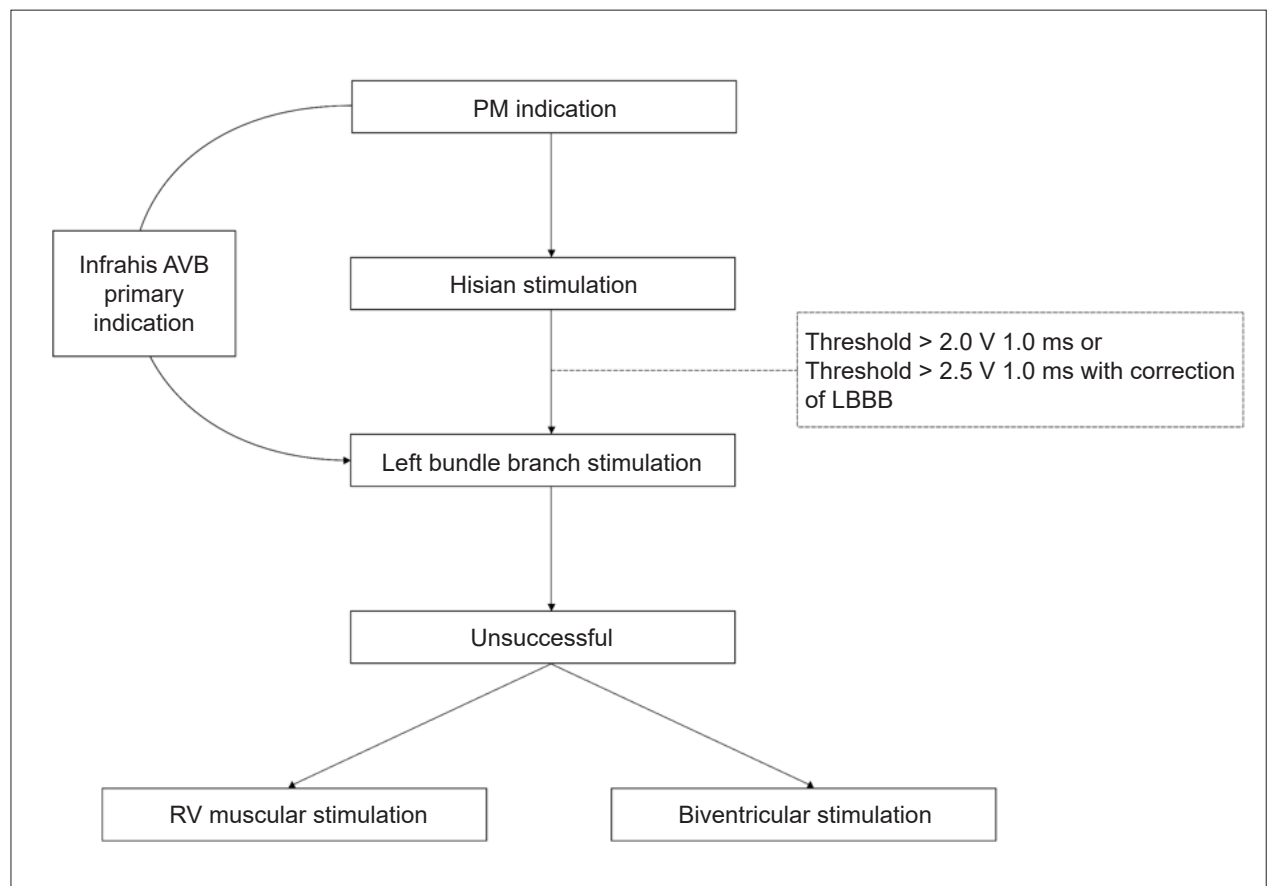 PM indication
Infrahis AVB
primary
indication
Hisian stimulation
Threshold > 2.0 V 1.0 ms or
Threshold > 2.5 V 1.0 ms with correction
of LBBB
Left bundle branch stimulation
Unsuccessful
RV muscular stimulation
Biventricular stimulation